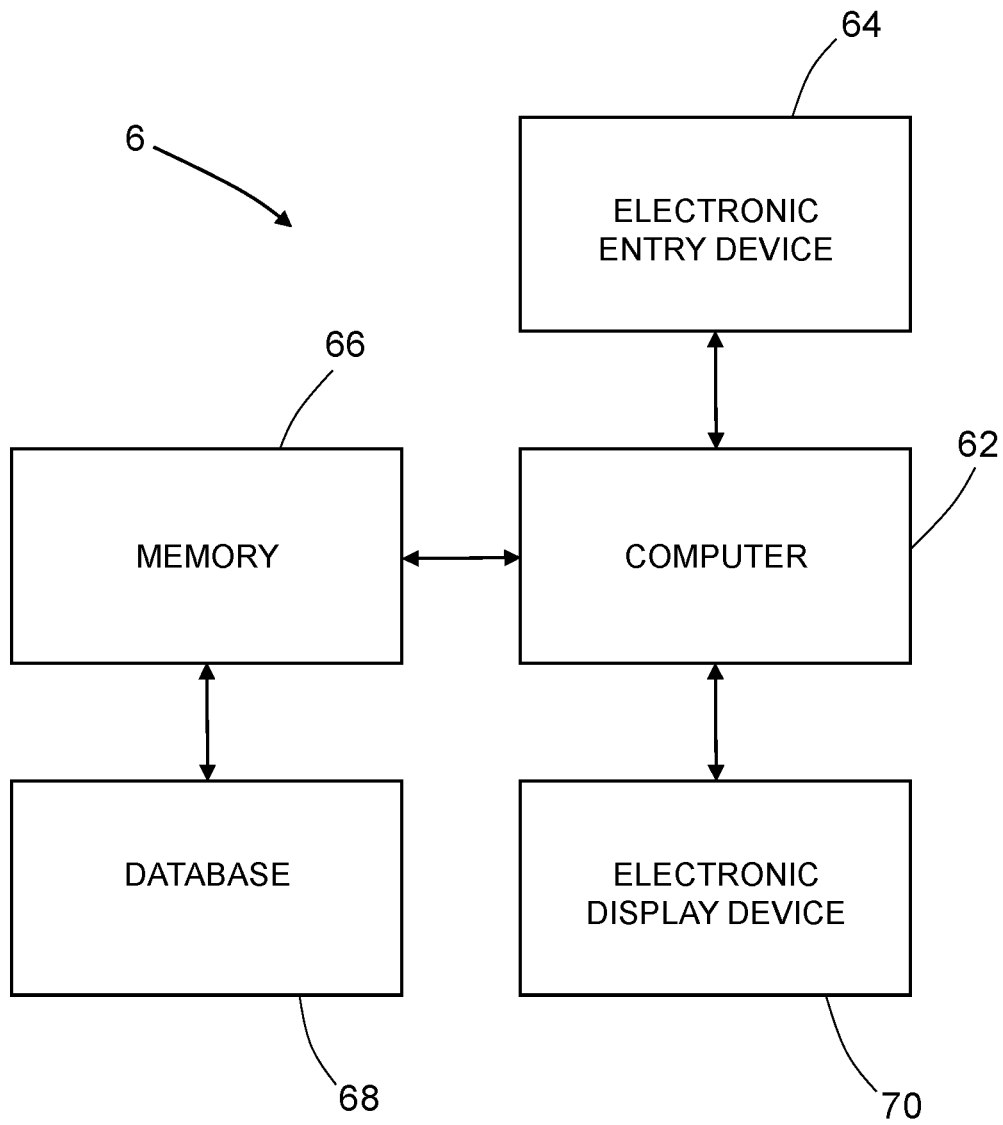 64
6
ELECTRONIC
ENTRY DEVICE
66
62
MEMORY
COMPUTER
DATABASE
ELECTRONIC
DISPLAY DEVICE
68
70